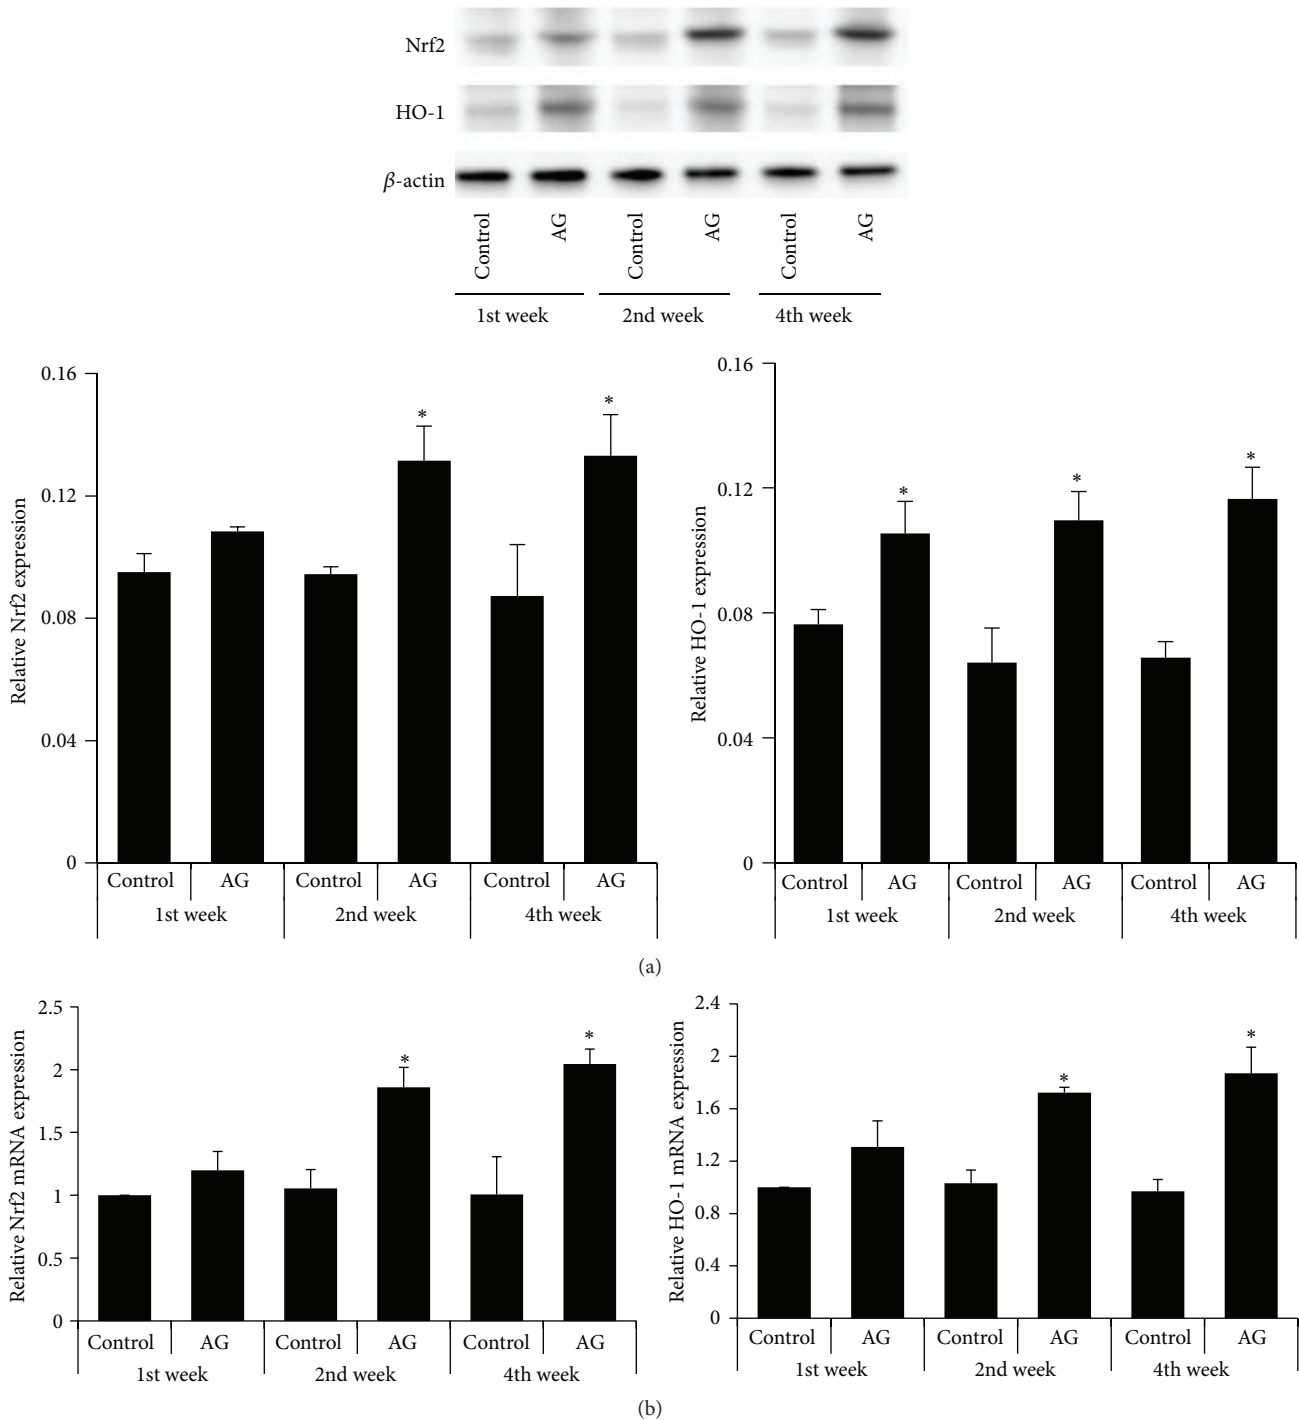 Nrf2
HO-1
β-actin
Control AG Control AG Control AG
1st week 2nd week 4th week
Relative Nrf2 expression
0.16
0.12
0.08
0.04
0
* *
Control AG Control AG Control AG
1st week 2nd week 4th week
Relative HO-1 expression
0.16
0.12
0.08
0.04
0
* * *
Control AG Control AG Control AG
1st week 2nd week 4th week
(a)
Relative Nrf2 mRNA expression
2.5
2
1.5
1
0.5
0
* *
Control AG Control AG Control AG
1st week 2nd week 4th week
Relative HO-1 mRNA expression
2.4
2
1.6
1.2
0.8
0.4
0
* *
Control AG Control AG Control AG
1st week 2nd week 4th week
(b)